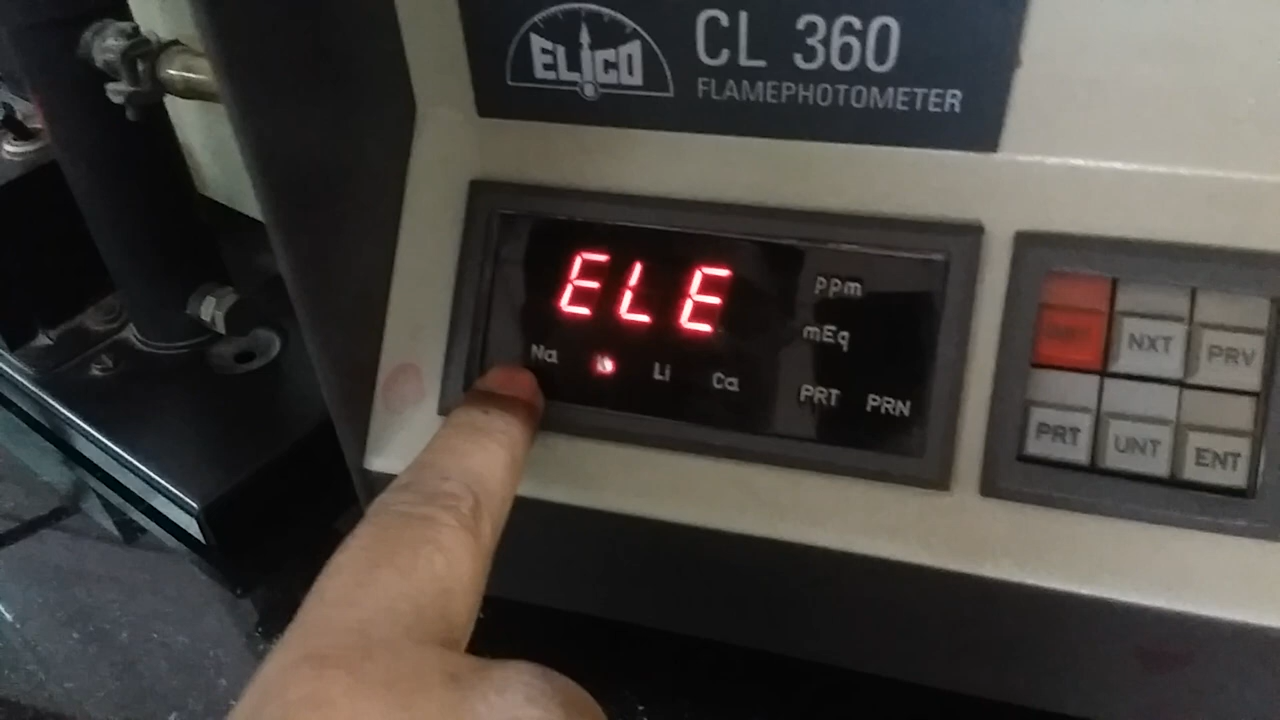 ELICO
CL 360
FLAMEPHOTOMETER
ELE
ppm
mEq
Na Li Ca
PRT PRN
NXT PRV
PRT UNT ENT